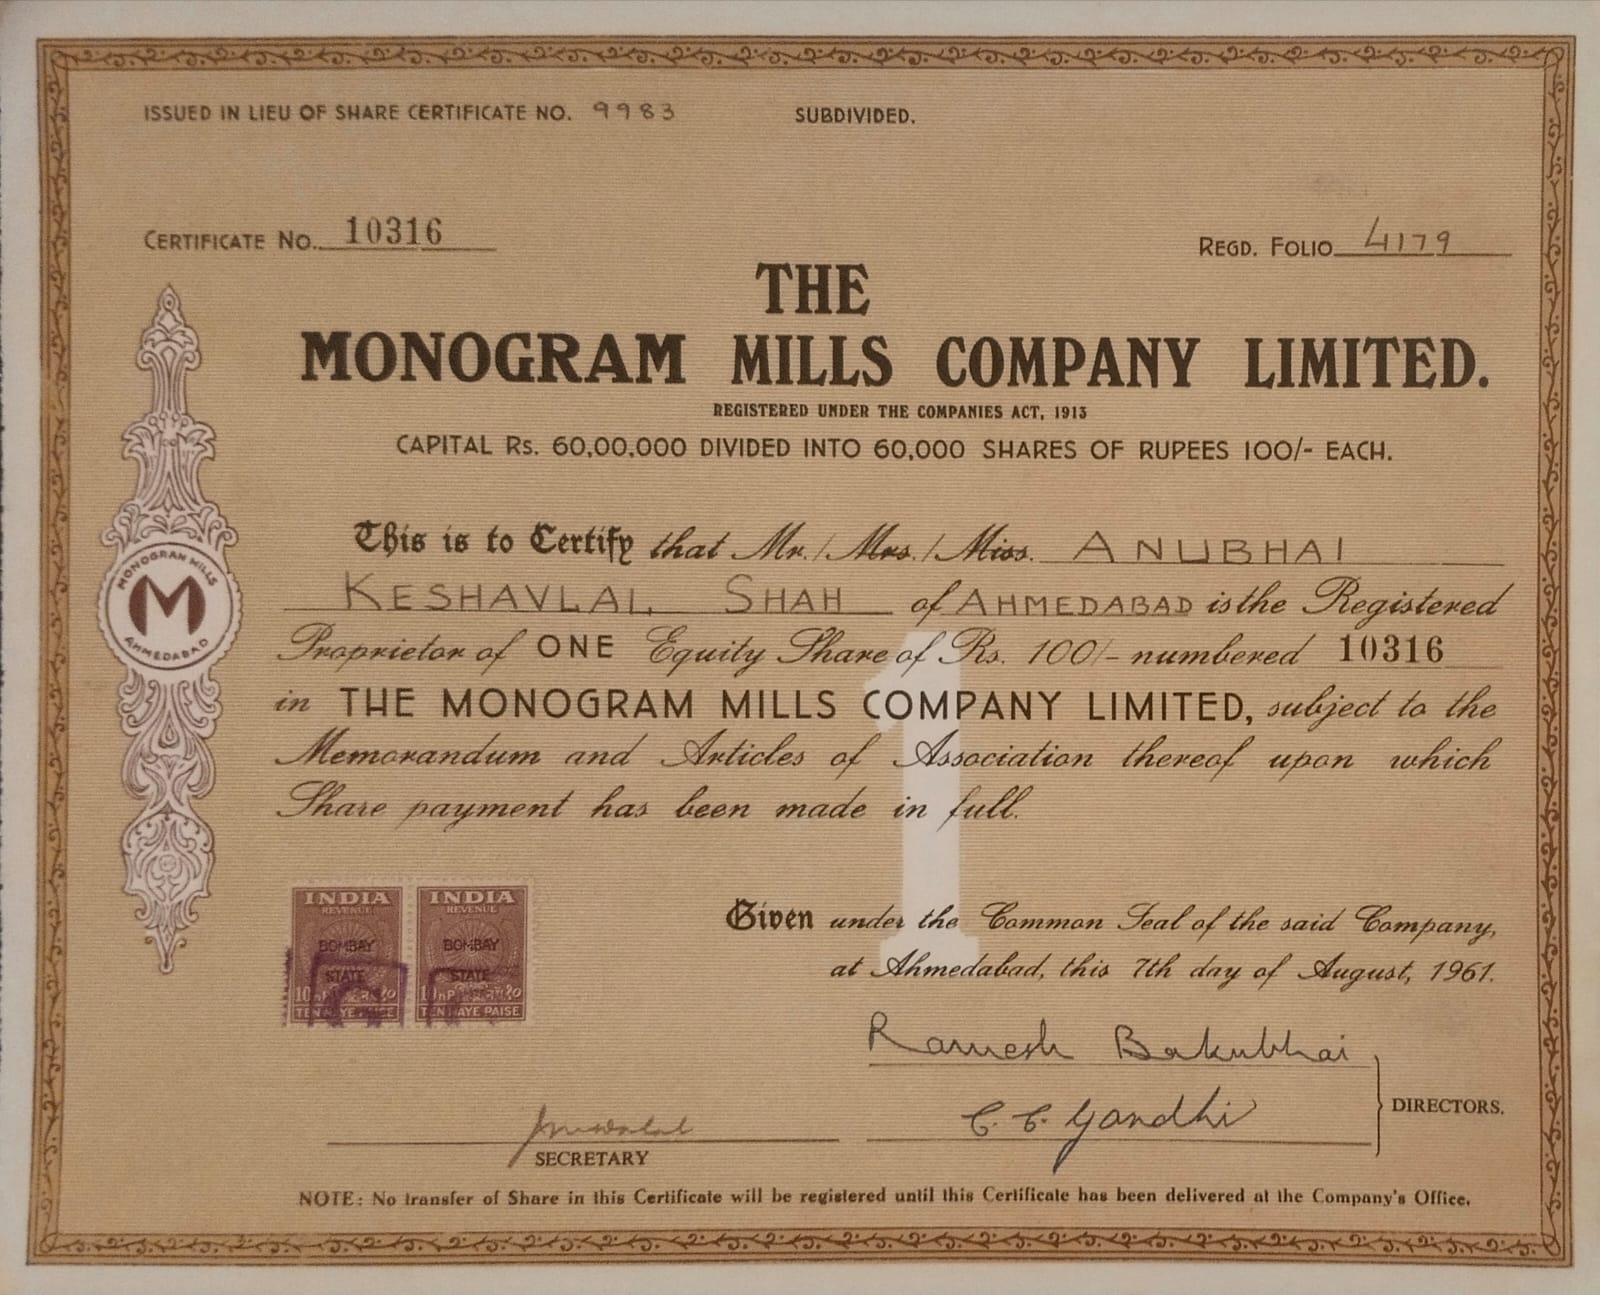 ISSUED IN LIEU OF SHARE CERTIFICATE NO. 9983 SUBDIVIDED.
CERTIFICATE NO. 10316 REGD. FOLIO 4179
THE
MONOGRAM MILLS COMPANY LIMITED.
REGISTERED UNDER THE COMPANIES ACT, 1913
CAPITAL RS. 60,00,000 DIVIDED INTO 60,000 SHARES OF RUPEES 100/- EACH.
This is to Certify that Mr./Mrs./Miss. ANUBHAI
KESHAVLAL SHAH of AHMEDABAD is the Registered
Proprietor of ONE Equity Share of Rs. 100/- numbered 10316
in THE MONOGRAM MILLS COMPANY LIMITED, subject to the
Memorandum and Articles of Association thereof upon which
Share payment has been made in full.
1
MONOGRAM MILLS
M
AHMEDABAD
INDIA INDIA
REVENUE REVENUE
BOMBAY BOMBAY
STATE STATE
10 nP 10 nP
TEN NAYE PAISE TEN NAYE PAISE
Given under the Common Seal of the said Company,
at Ahmedabad, this 7th day of August, 1961.
Ramesh Bakubhai
C. C. Gandhi
DIRECTORS.
SECRETARY
NOTE: No transfer of Share in this Certificate will be registered until this Certificate has been delivered at the Company's Office.